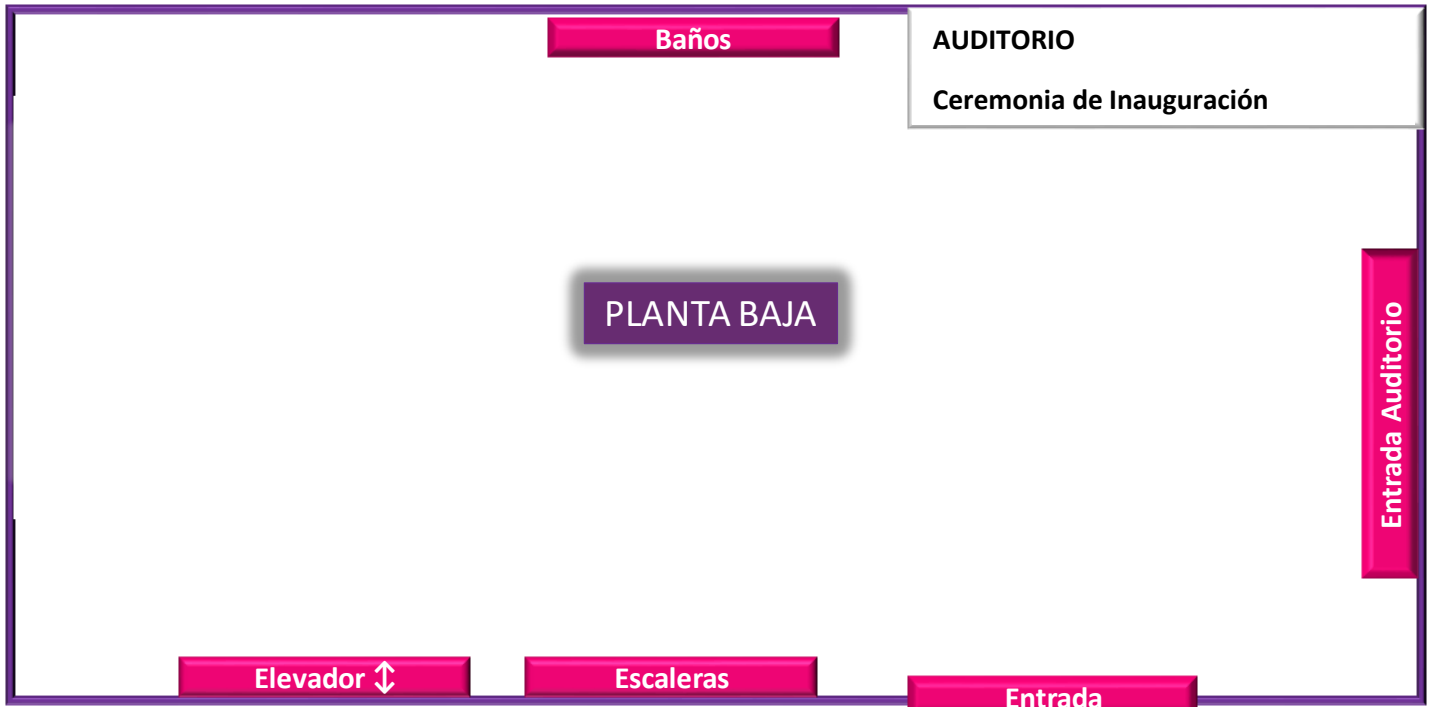 Baños
AUDITORIO
Ceremonia de Inauguración
PLANTA BAJA
Entrada Auditorio
Elevador ↕
Escaleras
Entrada